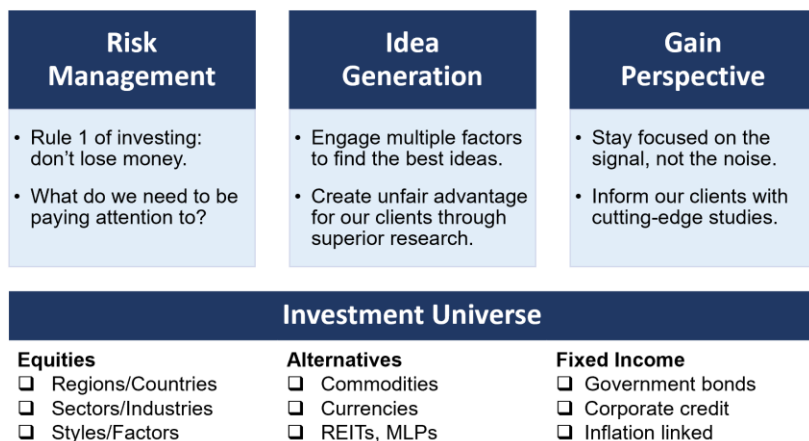 Risk
Management
• Rule 1 of investing:
don't lose money.
• What do we need to be
paying attention to?
Idea
Generation
• Engage multiple factors
to find the best ideas.
• Create unfair advantage
for our clients through
superior research.
Gain
Perspective
• Stay focused on the
signal, not the noise.
• Inform our clients with
cutting-edge studies.
Investment Universe
Equities
❑ Regions/Countries
❑ Sectors/Industries
❑ Styles/Factors
Alternatives
❑ Commodities
❑ Currencies
❑ REITs, MLPs
Fixed Income
❑ Government bonds
❑ Corporate credit
❑ Inflation linked